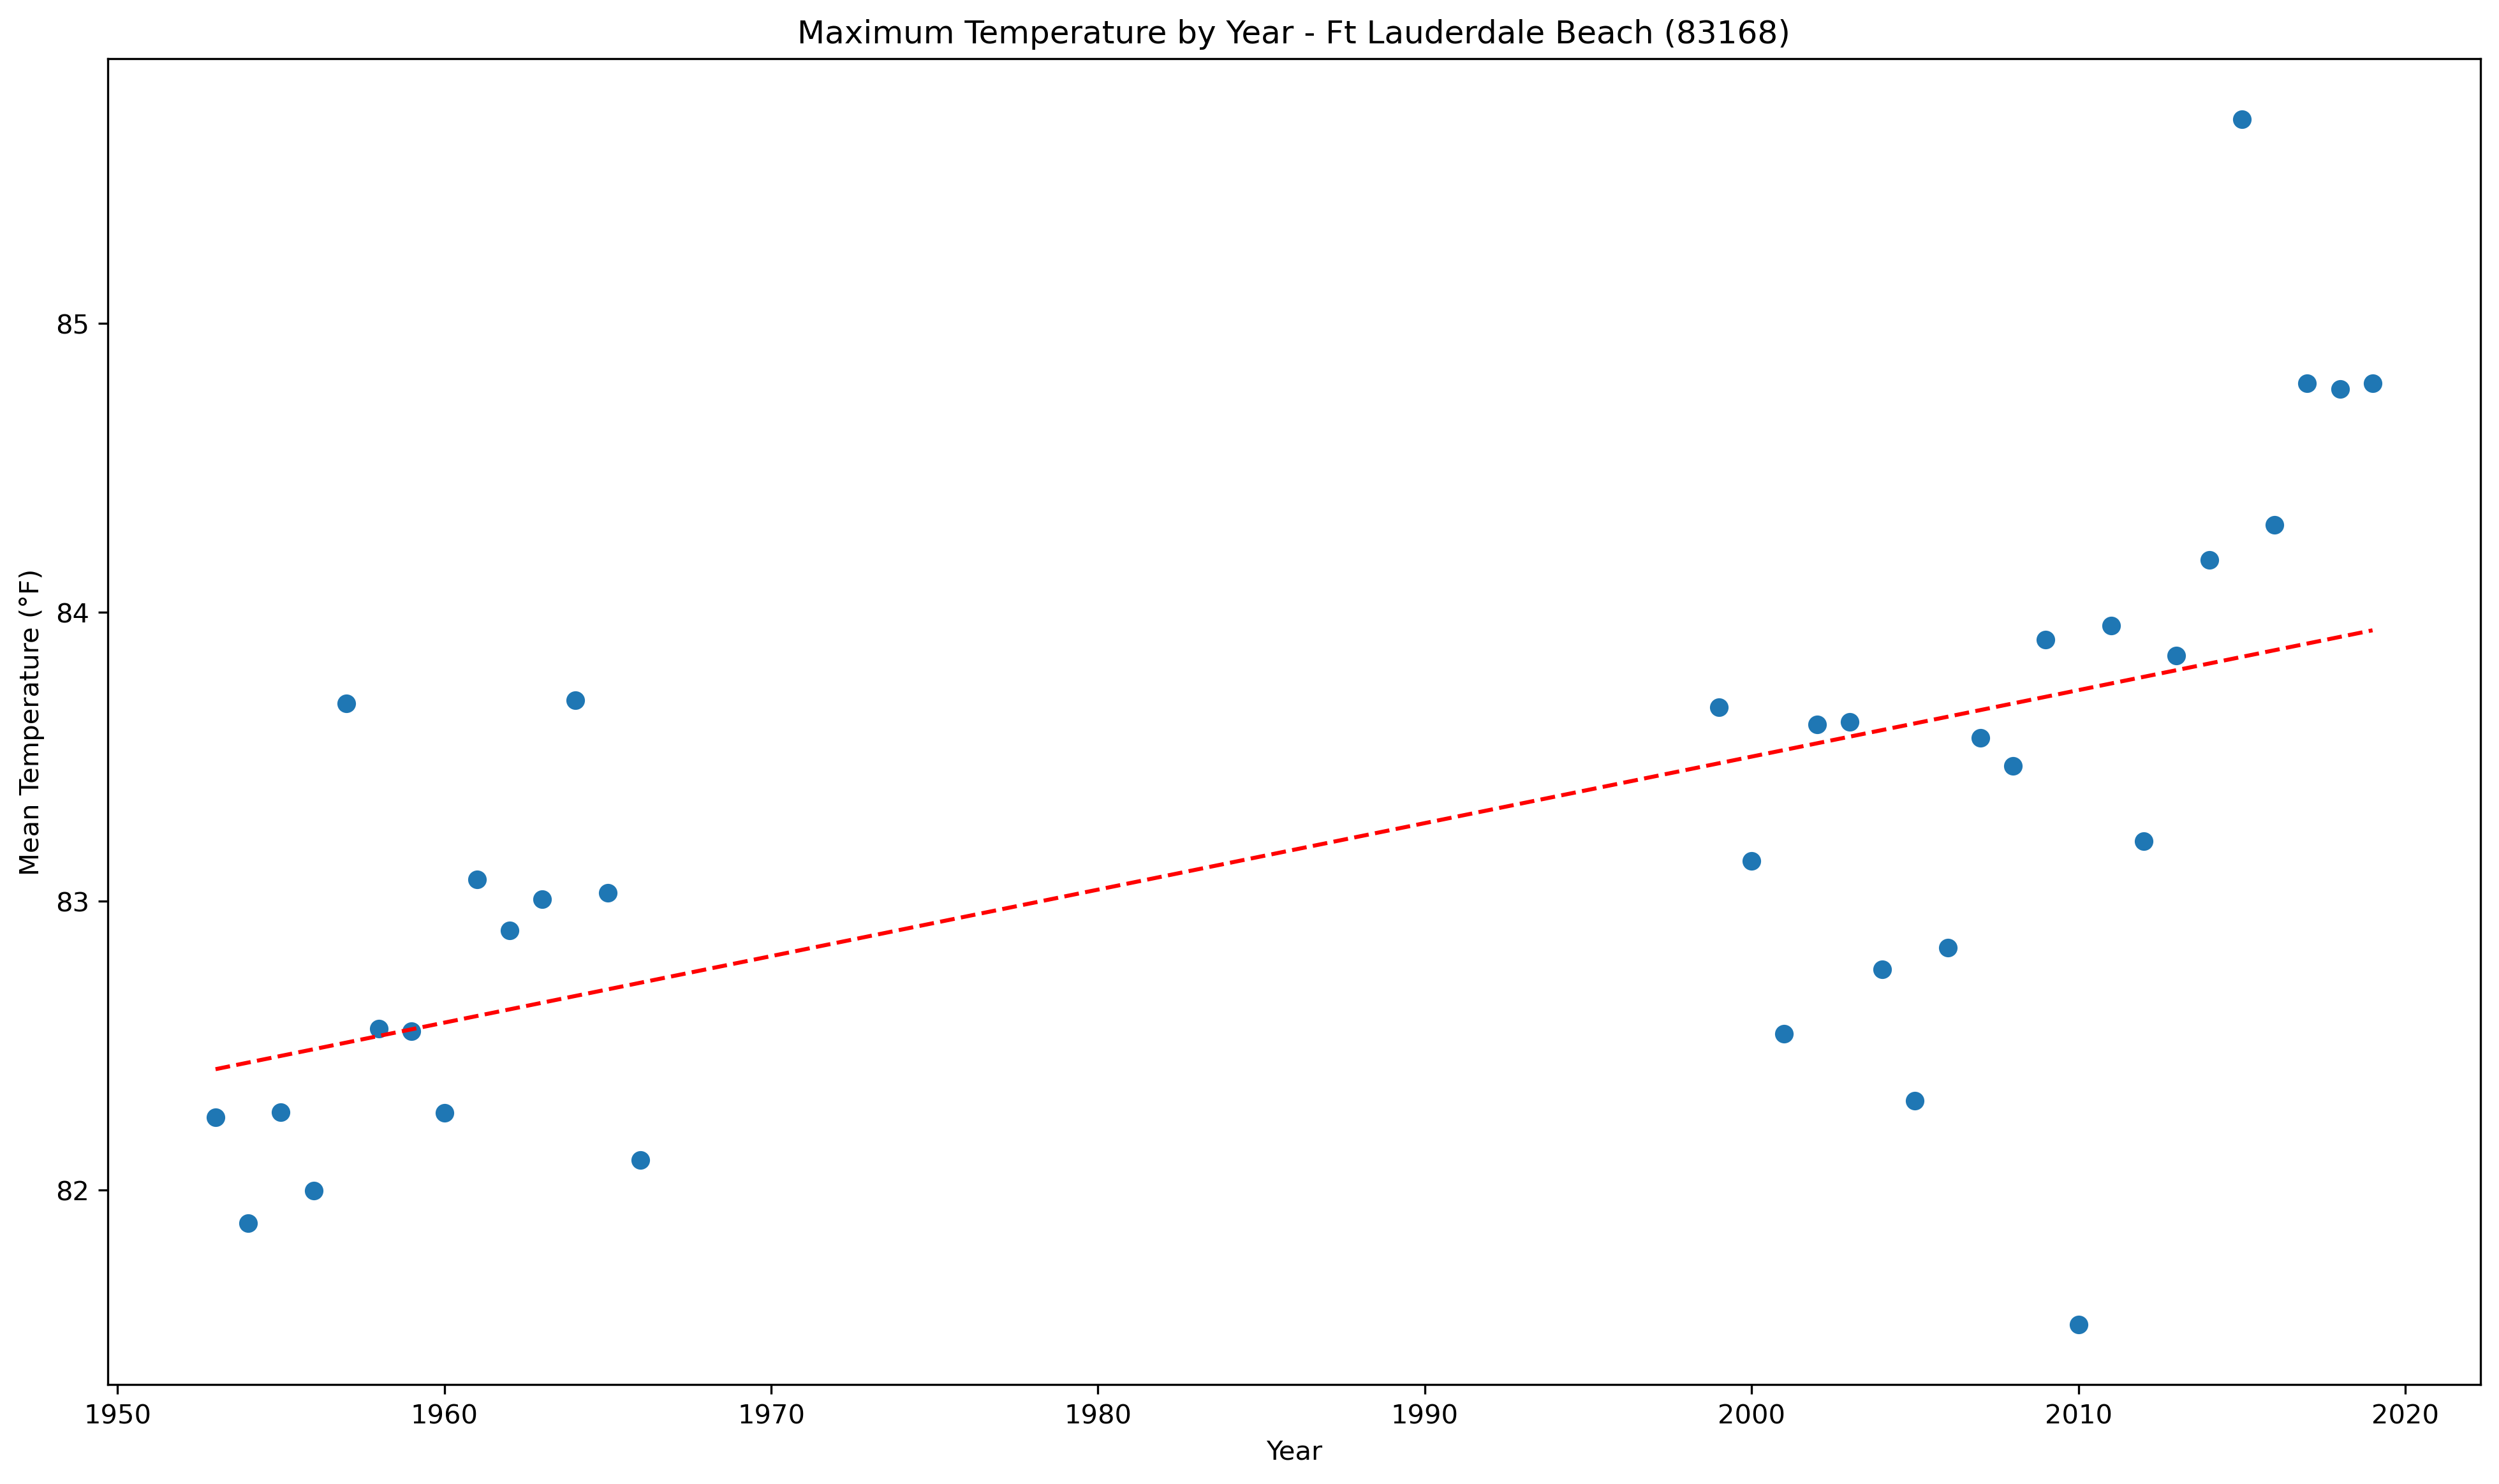 Maximum Temperature by Year - Ft Lauderdale Beach (83168)
Mean Temperature (°F)
85
84
83
82
1950 1960 1970 1980 1990 2000 2010 2020
Year